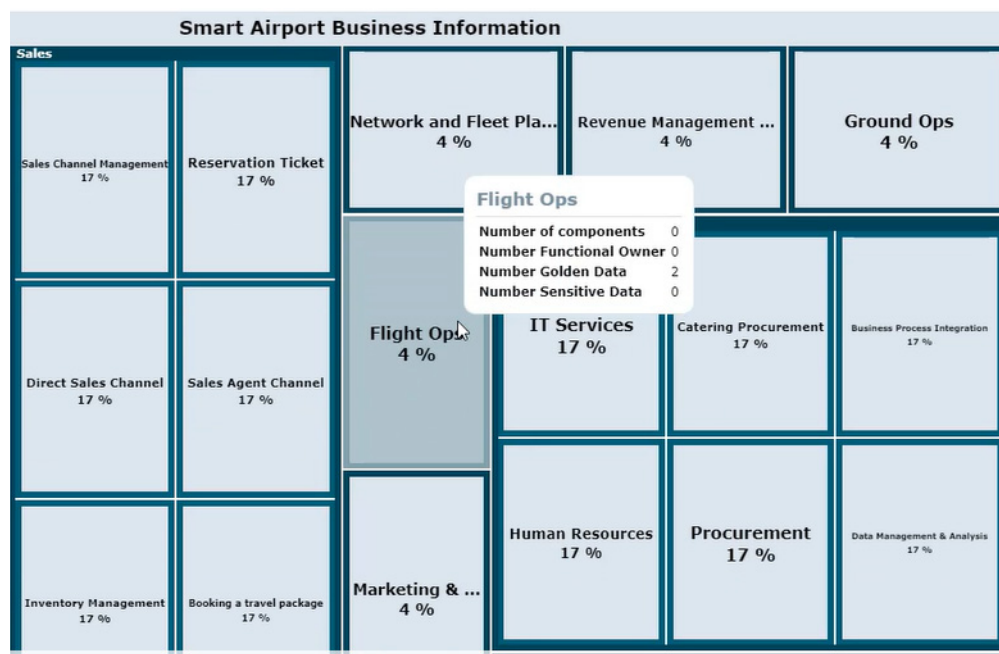 Smart Airport Business Information
Sales
Sales Channel Management
17 %
Reservation Ticket
17 %
Direct Sales Channel
17 %
Sales Agent Channel
17 %
Inventory Management
17 %
Booking a travel package
17 %
Network and Fleet Pla...
4 %
Revenue Management ...
4 %
Ground Ops
4 %
Flight Ops
4 %
Flight Ops
Number of components 0
Number Functional Owner 0
Number Golden Data 2
Number Sensitive Data 0
Marketing & ...
4 %
IT Services
17 %
Catering Procurement
17 %
Business Process Integration
17 %
Human Resources
17 %
Procurement
17 %
Data Management & Analysis
17 %